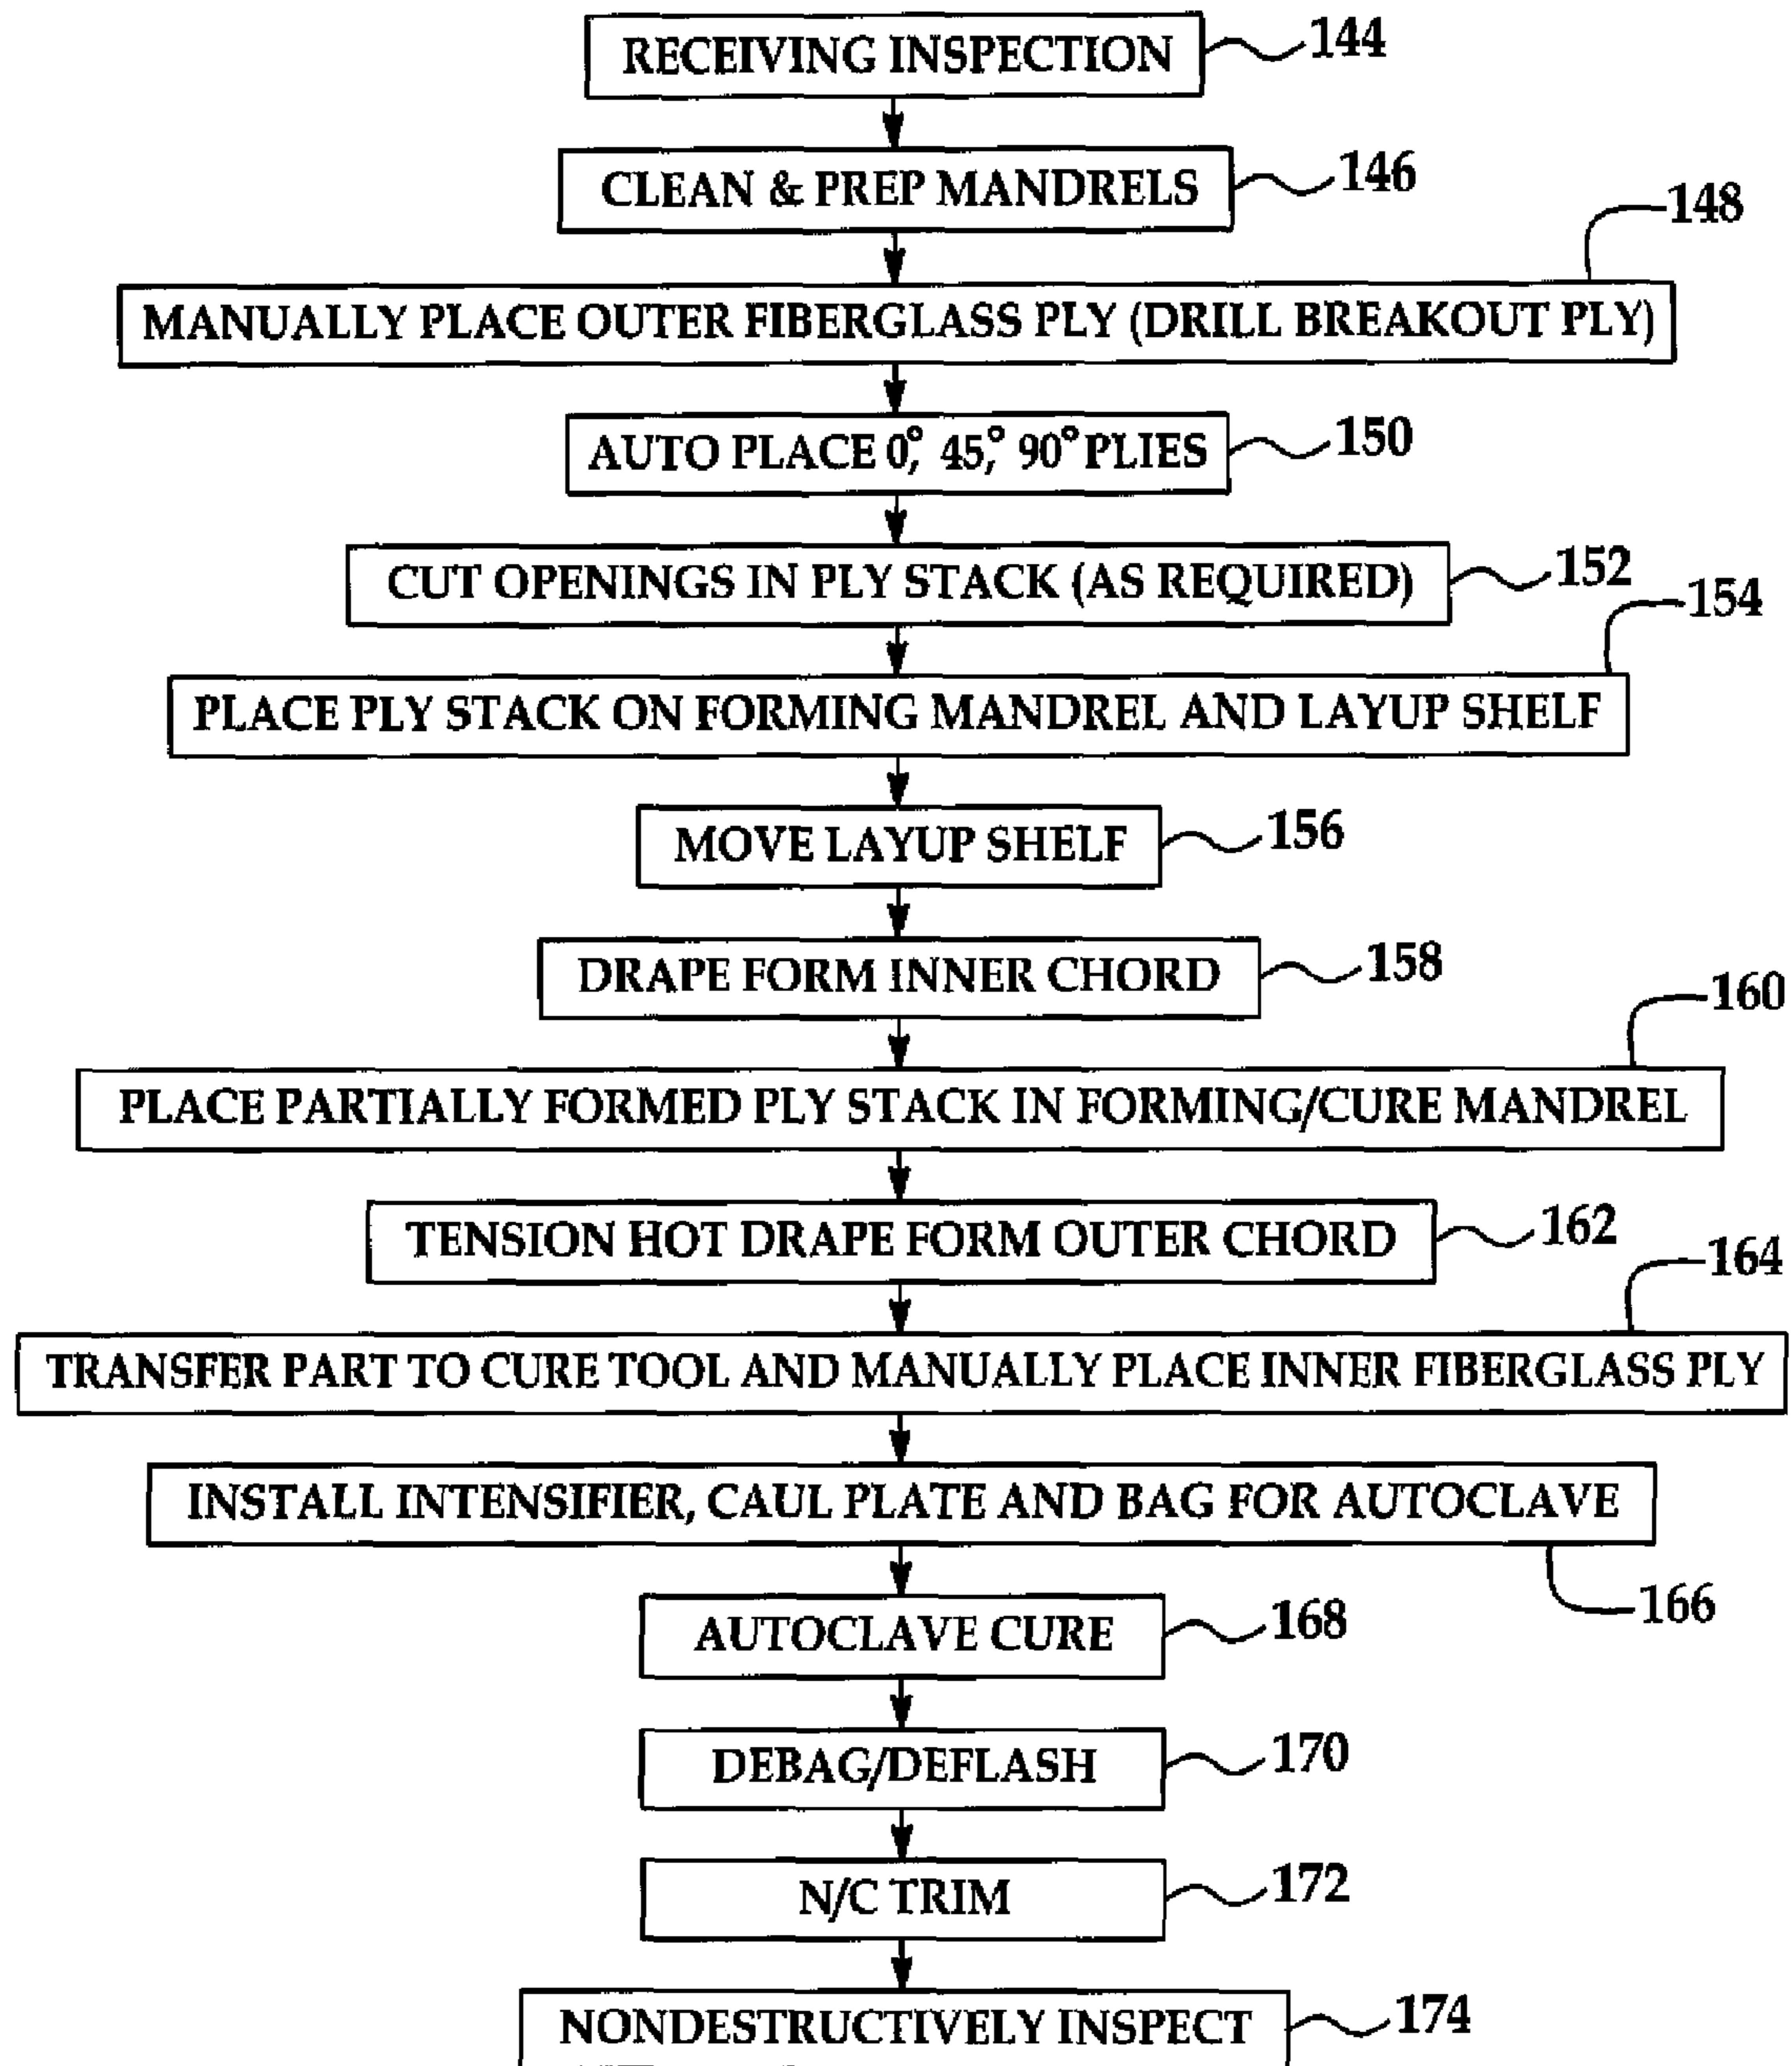 RECEIVING INSPECTION
144
CLEAN & PREP MANDRELS
146
148
MANUALLY PLACE OUTER FIBERGLASS PLY (DRILL BREAKOUT PLY)
AUTO PLACE 0°, 45°, 90° PLIES
150
CUT OPENINGS IN PLY STACK (AS REQUIRED)
152
154
PLACE PLY STACK ON FORMING MANDREL AND LAYUP SHELF
MOVE LAYUP SHELF
156
DRAPE FORM INNER CHORD
158
160
PLACE PARTIALLY FORMED PLY STACK IN FORMING/CURE MANDREL
TENSION HOT DRAPE FORM OUTER CHORD
162
164
TRANSFER PART TO CURE TOOL AND MANUALLY PLACE INNER FIBERGLASS PLY
INSTALL INTENSIFIER, CAUL PLATE AND BAG FOR AUTOCLAVE
166
AUTOCLAVE CURE
168
DEBAG/DEFLASH
170
N/C TRIM
172
NONDESTRUCTIVELY INSPECT
174